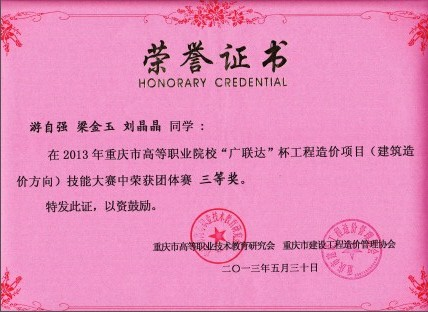 荣誉证书
HONORARY CREDENTIAL
游自强 梁金玉 刘晶晶 同学：
在2013年重庆市高等职业院校“广联达”杯工程造价项目（建筑造
价方向）技能大赛中荣获团体赛 三等奖。
特发此证，以资鼓励。
重庆市高等职业技术教育研究会 重庆市建设工程造价管理协会
二〇一三年五月三十日